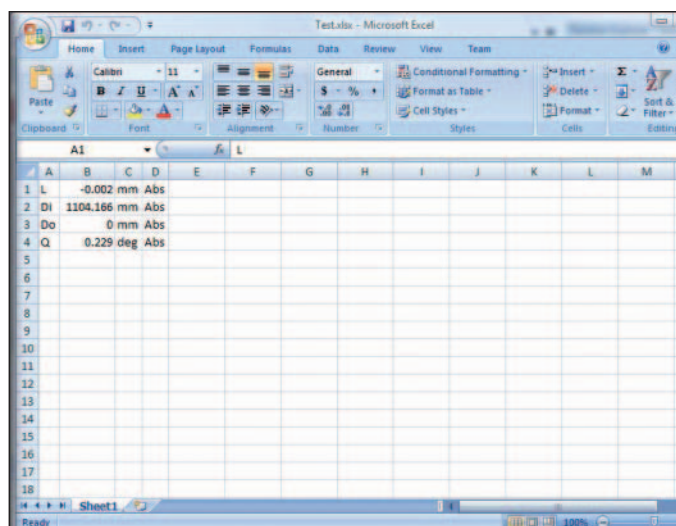 Test.xlsx - Microsoft Excel
Home Insert Page Layout Formulas Data Review View Team
Paste
Calibri 11
B I U A A
General
$ % ,
Conditional Formatting
Format as Table
Cell Styles
Insert
Delete
Format
Σ
Sort &
Filter
Clipboard Font Alignment Number Styles Cells Editing
A1 fx L
A B C D E F G H I J K L M
1 L -0.002 mm Abs
2 Di 1104.166 mm Abs
3 Do 0 mm Abs
4 Q 0.229 deg Abs
5
6
7
8
9
10
11
12
13
14
15
16
17
18
Sheet1
Ready 100%